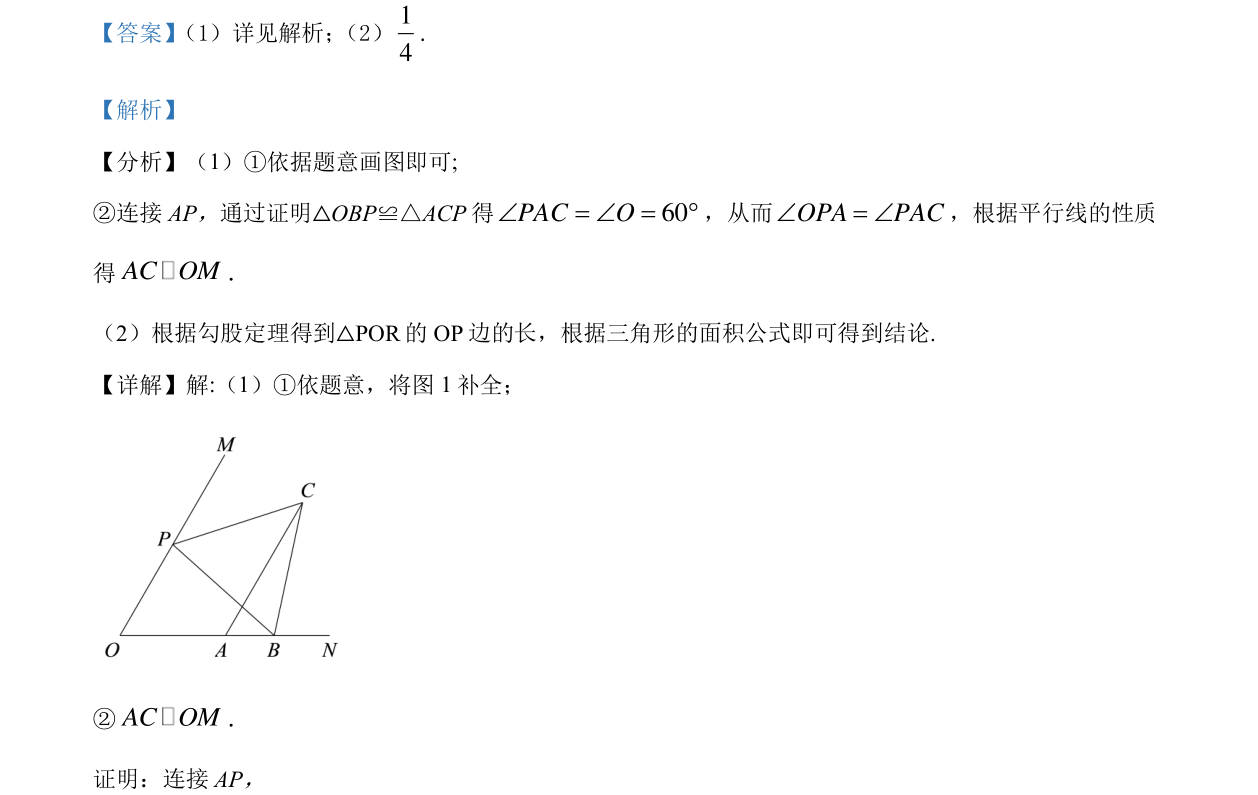 【答案】（1）详见解析；（2）1/4．
【解析】
【分析】（1）①依据题意画图即可;
②连接 AP，通过证明△OBP≌△ACP 得∠PAC = ∠O = 60°，从而∠OPA = ∠PAC，根据平行线的性质
得 AC▯OM．
（2）根据勾股定理得到△POR 的 OP 边的长，根据三角形的面积公式即可得到结论.
【详解】解:（1）①依题意，将图 1 补全；
M
C
P
O A B N
② AC▯OM．
证明：连接 AP，